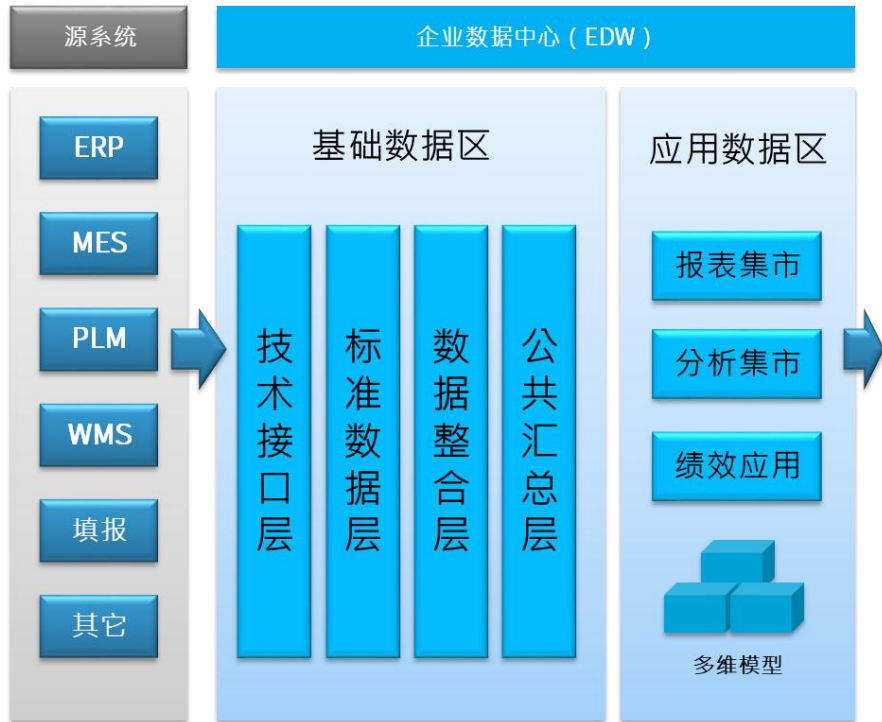 源系统
企业数据中心（EDW）
ERP
MES
PLM
WMS
填报
其它
基础数据区
技术接口层
标准数据层
数据整合层
公共汇总层
应用数据区
报表集市
分析集市
绩效应用
多维模型